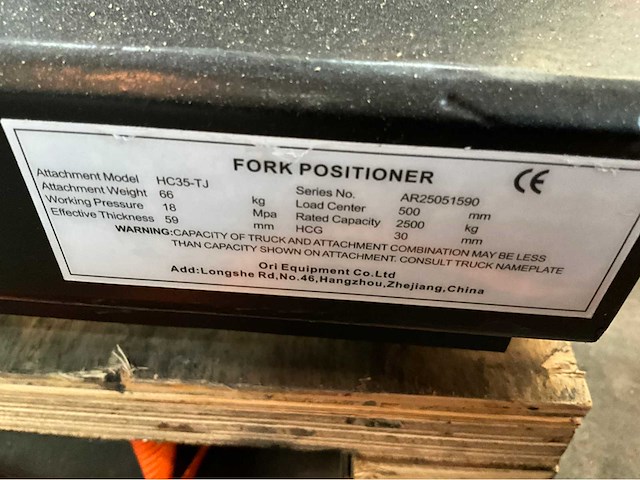 FORK POSITIONER CE
Attachment Model HC35-TJ Series No. AR25051590
Attachment Weight 66 kg Load Center 500 mm
Working Pressure 18 Mpa Rated Capacity 2500 kg
Effective Thickness 59 mm HCG 30 mm
WARNING:CAPACITY OF TRUCK AND ATTACHMENT COMBINATION MAY BE LESS
THAN CAPACITY SHOWN ON ATTACHMENT, CONSULT TRUCK NAMEPLATE
Ori Equipment Co.Ltd
Add:Longshe Rd,No.46,Hangzhou,Zhejiang,China